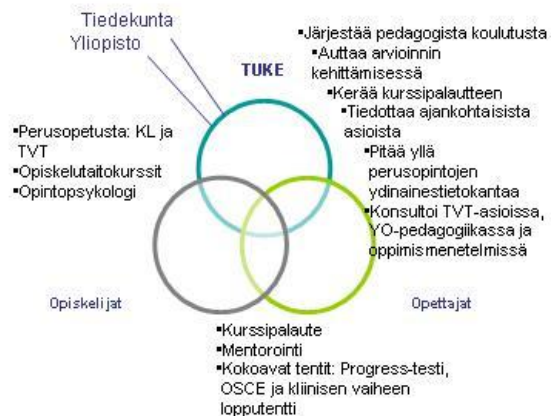 Tiedekunta
Yliopisto
TUKE
▪Järjestää pedagogista koulutusta
▪Auttaa arvioinnin
kehittämisessä
▪Kerää kurssipalautteen
▪Tiedottaa ajankohtaisista
asioista
▪Pitää yllä
perusopintojen
ydinainestietokantaa
▪Konsultoi TVT-asioissa,
YO-pedagogiikassa ja
oppimismenetelmissä
▪Perusopetusta: KL ja
TVT
▪Opiskelutaitokurssit
▪Opintopsykologi
Opiskelijat
Opettajat
▪Kurssipalaute
▪Mentorointi
▪Kokoavat tentit: Progress-testi,
OSCE ja kliinisen vaiheen
lopputentti